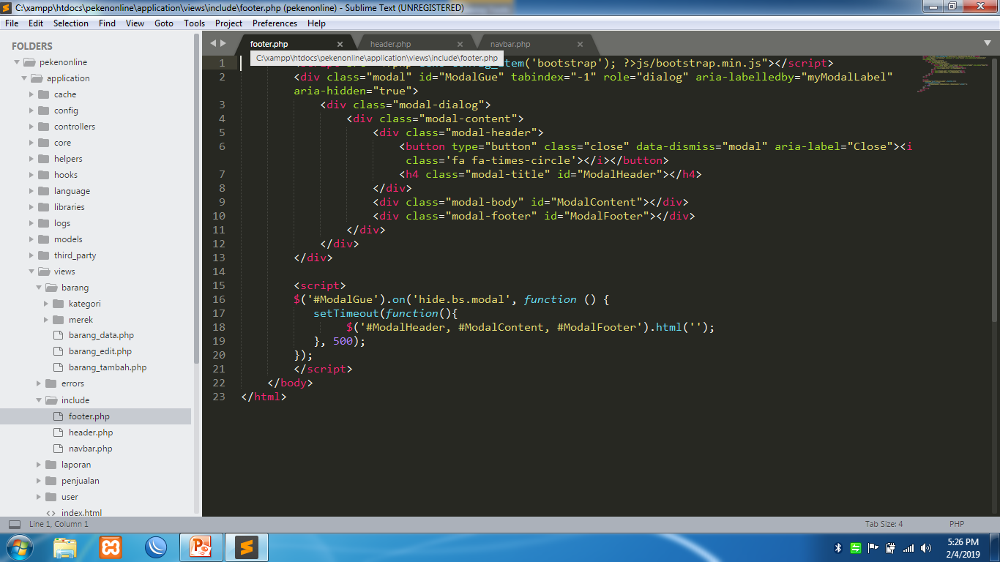 C:\xampp\htdocs\pekenonline\application\views\include\footer.php (pekenonline) - Sublime Text (UNREGISTERED)
File Edit Selection Find View Goto Tools Project Preferences Help
FOLDERS
pekenonline
application
cache
config
controllers
core
helpers
hooks
language
libraries
logs
models
third_party
views
barang
kategori
merek
barang_data.php
barang_edit.php
barang_tambah.php
errors
include
footer.php
header.php
navbar.php
laporan
penjualan
user
index.html
footer.php header.php navbar.php
C:\xampp\htdocs\pekenonline\application\views\include\footer.php
1 ('bootstrap'); ?>js/bootstrap.min.js"></script>
2 <div class="modal" id="ModalGue" tabindex="-1" role="dialog" aria-labelledby="myModalLabel"
aria-hidden="true">
3 <div class="modal-dialog">
4 <div class="modal-content">
5 <div class="modal-header">
6 <button type="button" class="close" data-dismiss="modal" aria-label="Close"><i
class='fa fa-times-circle'></i></button>
7 <h4 class="modal-title" id="ModalHeader"></h4>
8 </div>
9 <div class="modal-body" id="ModalContent"></div>
10 <div class="modal-footer" id="ModalFooter"></div>
11 </div>
12 </div>
13 </div>
14
15 <script>
16 $('#ModalGue').on('hide.bs.modal', function () {
17 setTimeout(function(){
18 $('#ModalHeader, #ModalContent, #ModalFooter').html('');
19 }, 500);
20 });
21 </script>
22 </body>
23 </html>
Line 1, Column 1
Tab Size: 4 PHP
5:26 PM
2/4/2019